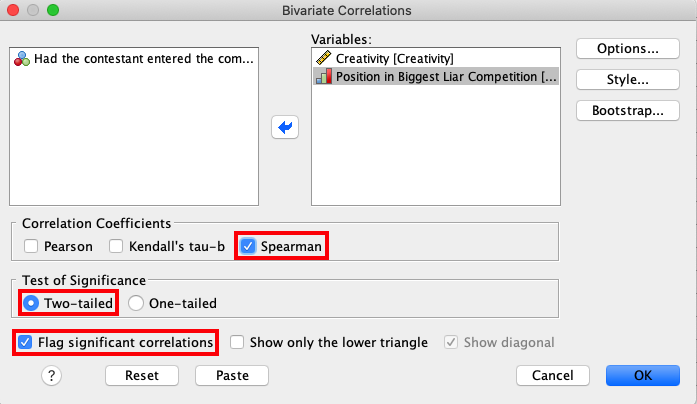 Bivariate Correlations
Variables:
Had the contestant entered the com...
Creativity [Creativity]
Position in Biggest Liar Competition [...
Options...
Style...
Bootstrap...
Correlation Coefficients
Pearson Kendall's tau-b Spearman
Test of Significance
Two-tailed One-tailed
Flag significant correlations Show only the lower triangle Show diagonal
? Reset Paste Cancel OK